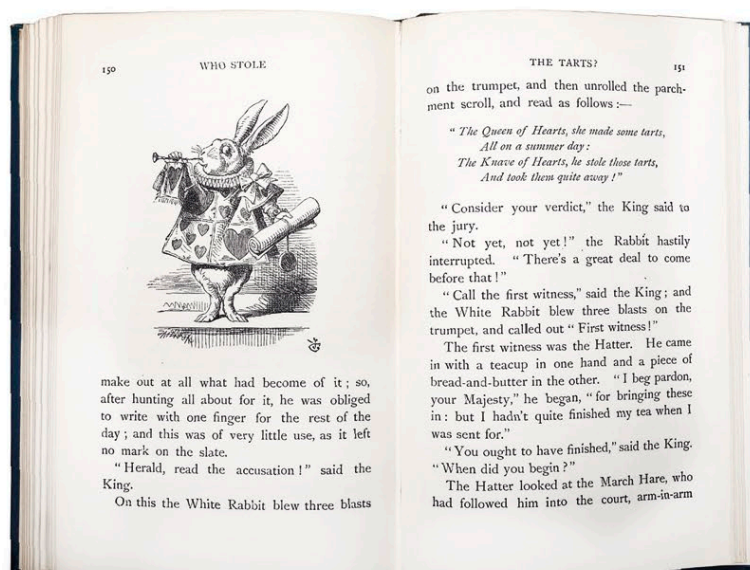 150
WHO STOLE
make out at all what had become of it ; so,
after hunting all about for it, he was obliged
to write with one finger for the rest of the
day ; and this was of very little use, as it left
no mark on the slate.
“Herald, read the accusation !” said the
King.
On this the White Rabbit blew three blasts
THE TARTS?
151
on the trumpet, and then unrolled the parch-
ment scroll, and read as follows :—
“ The Queen of Hearts, she made some tarts,
All on a summer day :
The Knave of Hearts, he stole those tarts,
And took them quite away !”
“ Consider your verdict,” the King said to
the jury.
“ Not yet, not yet !” the Rabbit hastily
interrupted. “ There’s a great deal to come
before that !”
“ Call the first witness,” said the King ; and
the White Rabbit blew three blasts on the
trumpet, and called out “ First witness !”
The first witness was the Hatter. He came
in with a teacup in one hand and a piece of
bread-and-butter in the other. “ I beg pardon,
your Majesty,” he began, “ for bringing these
in : but I hadn’t quite finished my tea when I
was sent for.”
“ You ought to have finished,” said the King.
“ When did you begin ?”
The Hatter looked at the March Hare, who
had followed him into the court, arm-in-arm